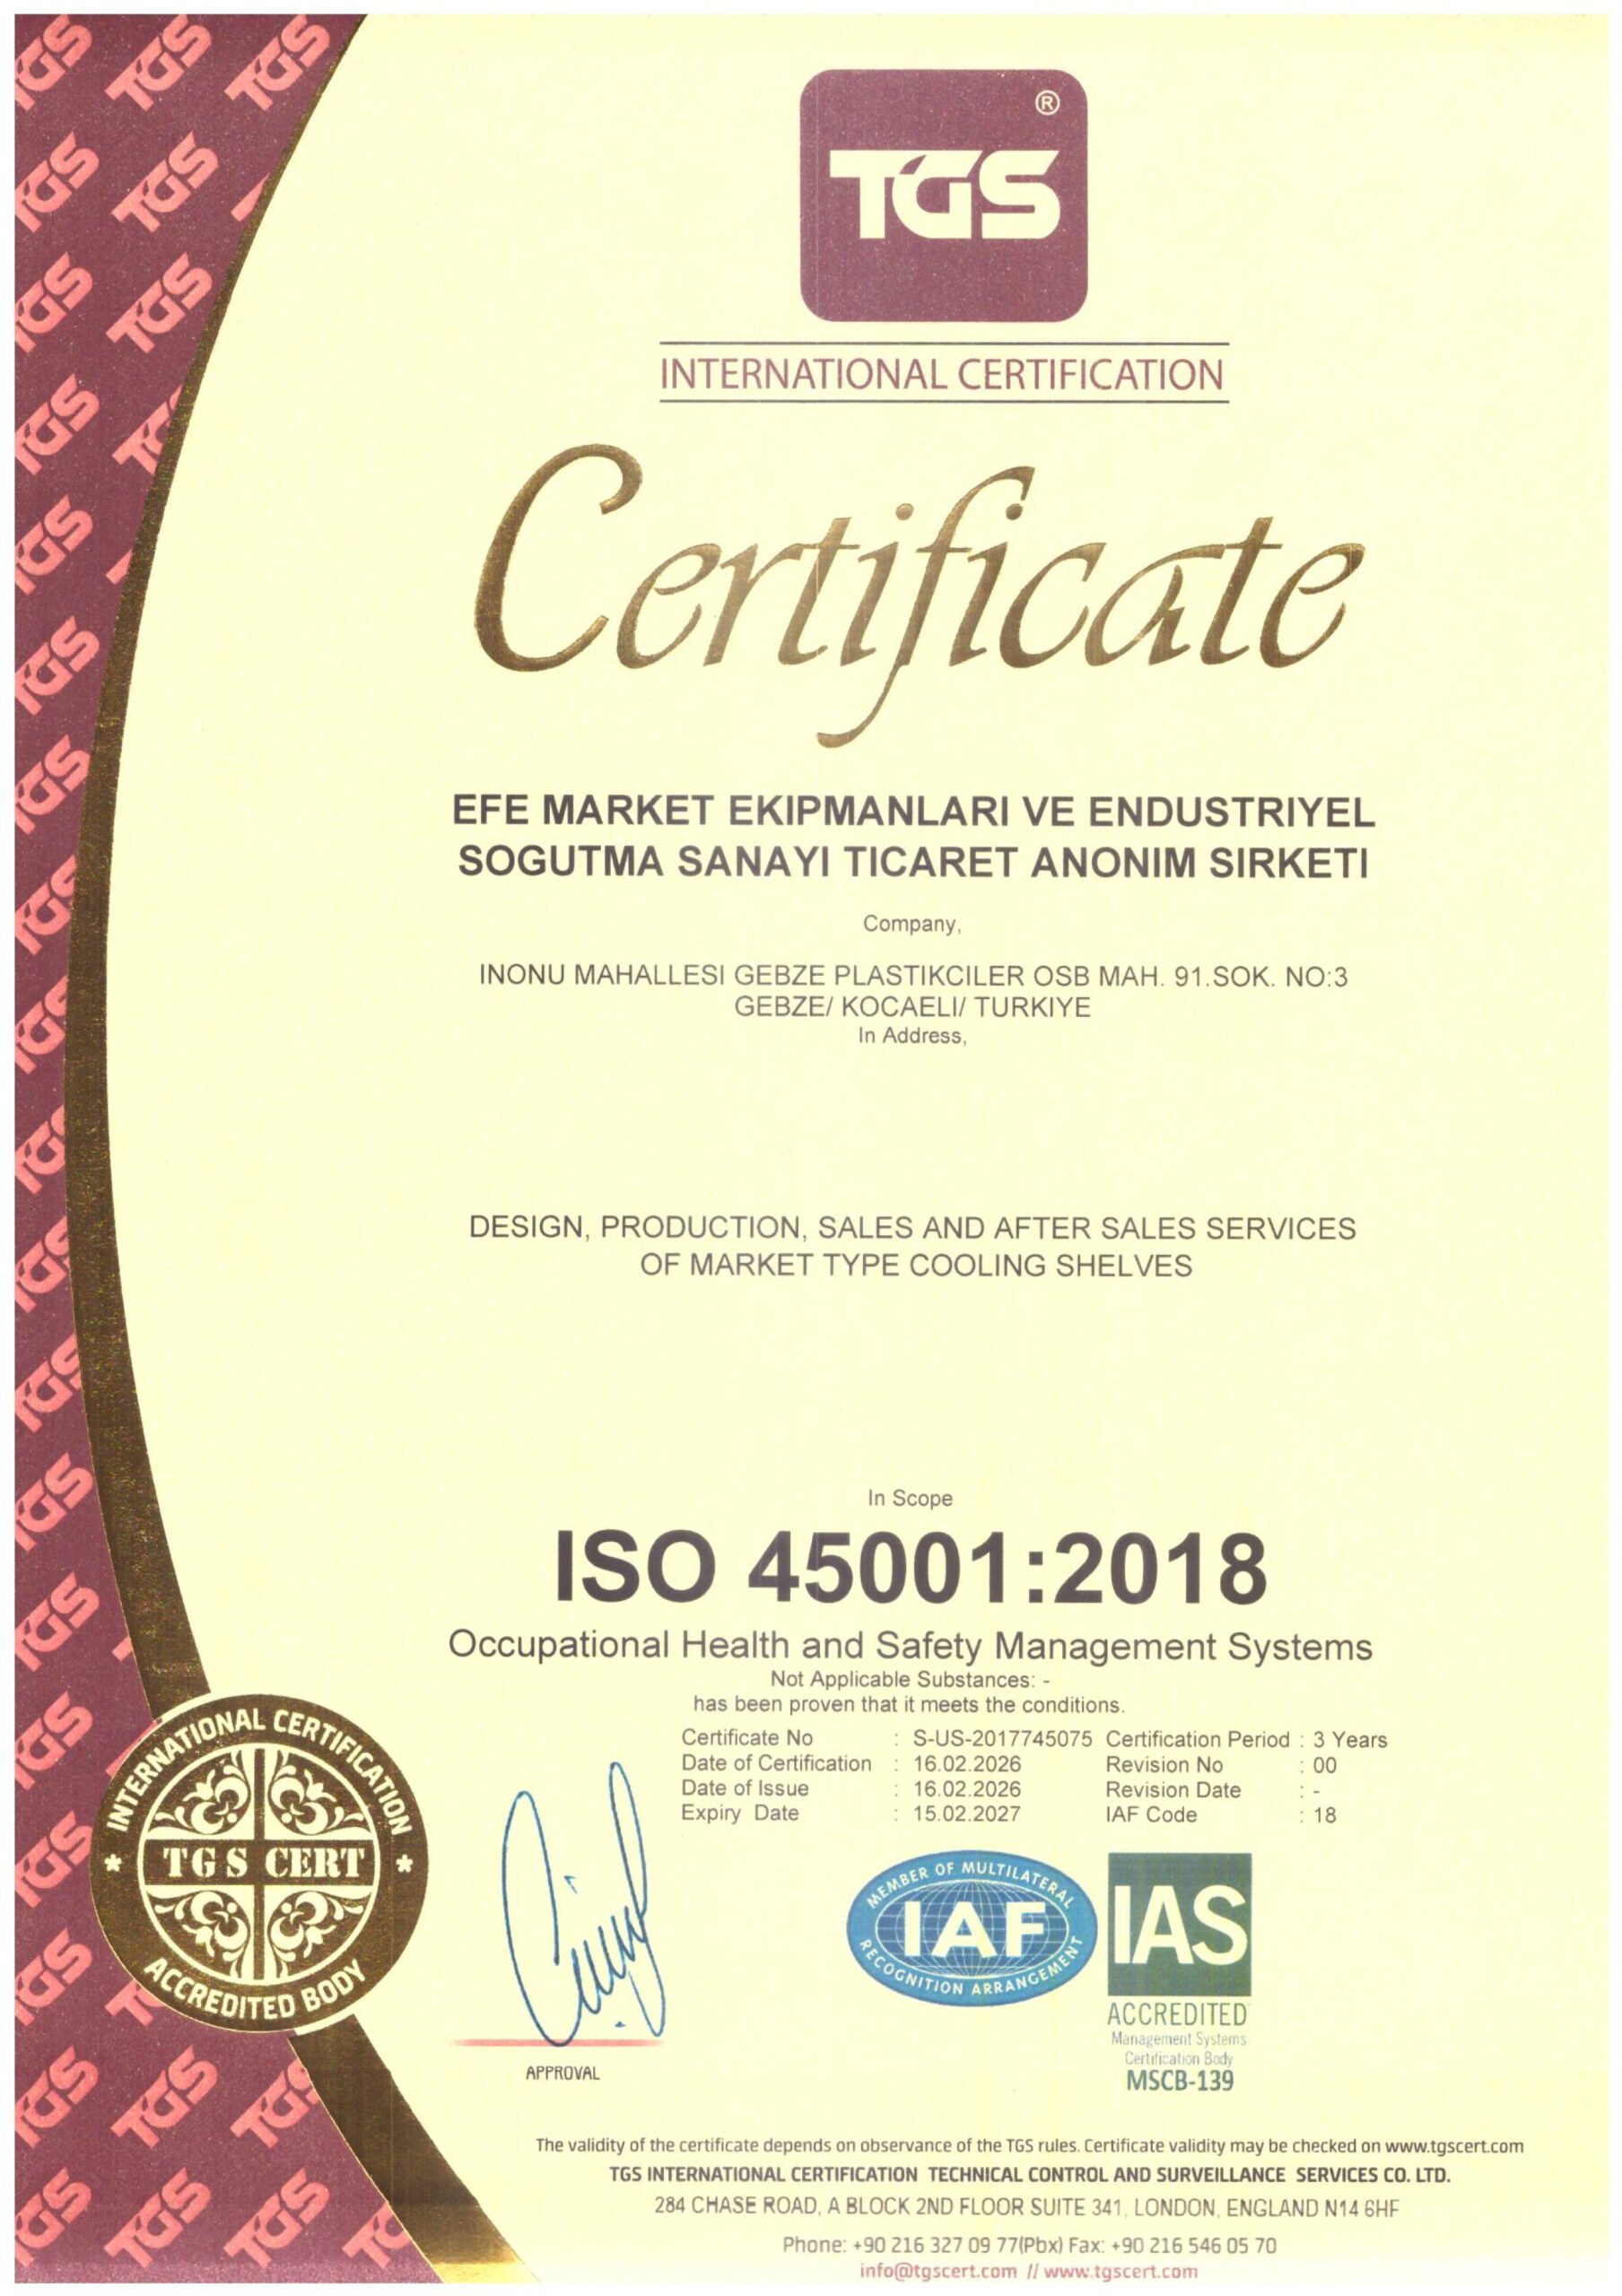 TGS
®
INTERNATIONAL CERTIFICATION
Certificate
EFE MARKET EKIPMANLARI VE ENDUSTRIYEL
SOGUTMA SANAYI TICARET ANONIM SIRKETI
Company,
INONU MAHALLESI GEBZE PLASTIKCILER OSB MAH. 91.SOK. NO:3
GEBZE/ KOCAELI/ TURKIYE
In Address,
DESIGN, PRODUCTION, SALES AND AFTER SALES SERVICES
OF MARKET TYPE COOLING SHELVES
In Scope
ISO 45001:2018
Occupational Health and Safety Management Systems
Not Applicable Substances: -
has been proven that it meets the conditions.
Certificate No : S-US-2017745075 Certification Period : 3 Years
Date of Certification : 16.02.2026 Revision No : 00
Date of Issue : 16.02.2026 Revision Date : -
Expiry Date : 15.02.2027 IAF Code : 18
INTERNATIONAL CERTIFICATION
* TGS CERT *
ACCREDITED BODY
APPROVAL
MEMBER OF MULTILATERAL
IAF
RECOGNITION ARRANGEMENT
IAS
ACCREDITED
Management Systems
Certification Body
MSCB-139
The validity of the certificate depends on observance of the TGS rules. Certificate validity may be checked on www.tgscert.com
TGS INTERNATIONAL CERTIFICATION TECHNICAL CONTROL AND SURVEILLANCE SERVICES CO. LTD.
284 CHASE ROAD, A BLOCK 2ND FLOOR SUITE 341, LONDON, ENGLAND N14 6HF
Phone: +90 216 327 09 77(Pbx) Fax: +90 216 546 05 70
info@tgscert.com // www.tgscert.com